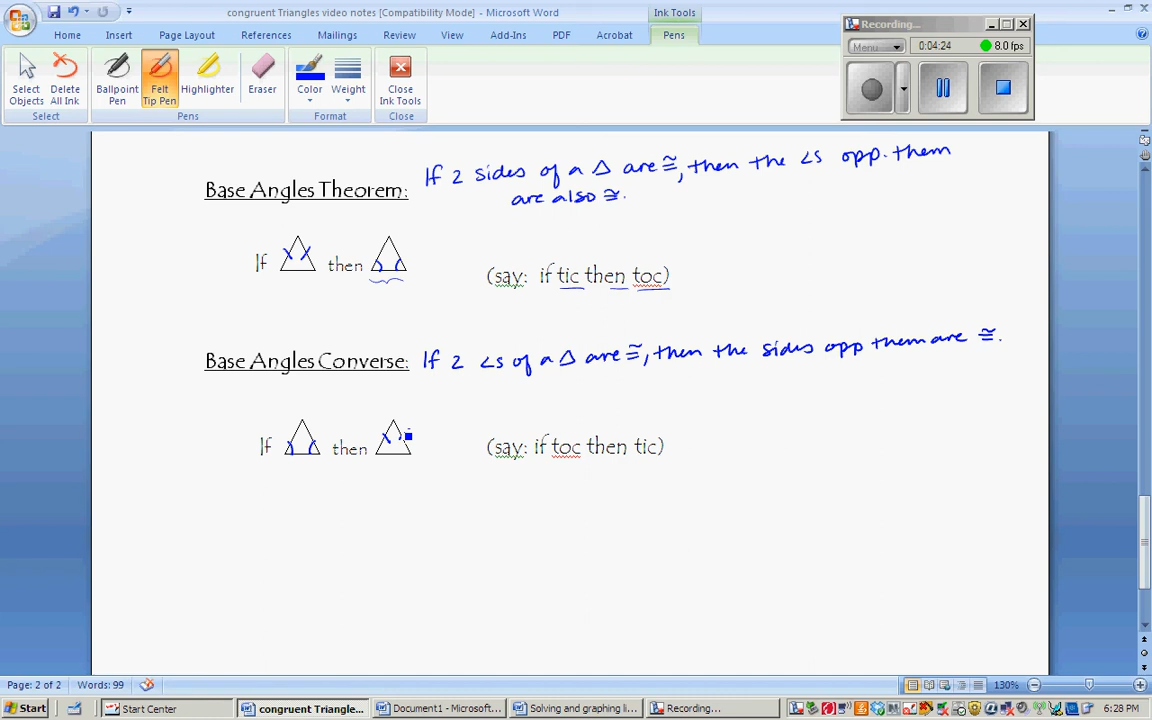 congruent Triangles video notes [Compatibility Mode] - Microsoft Word
Ink Tools
Home Insert Page Layout References Mailings Review View Add-Ins PDF Acrobat Pens
Recording...
Menu 0:04:24 8.0 fps
Select Objects Delete All Ink Ballpoint Pen Felt Tip Pen Highlighter Eraser Color Weight Close Ink Tools
Select Pens Format Close
If 2 sides of a Δ are ≅, then the ∠s opp. them
Base Angles Theorem:
are also ≅.
If then (say: if tic then toc)
Base Angles Converse: If 2 ∠s of a Δ are ≅, then the sides opp them are ≅.
If then (say: if toc then tic)
Page: 2 of 2 Words: 99 130%
Start Start Center congruent Triangle... Document1 - Microsoft... Solving and graphing li... Recording... 6:28 PM